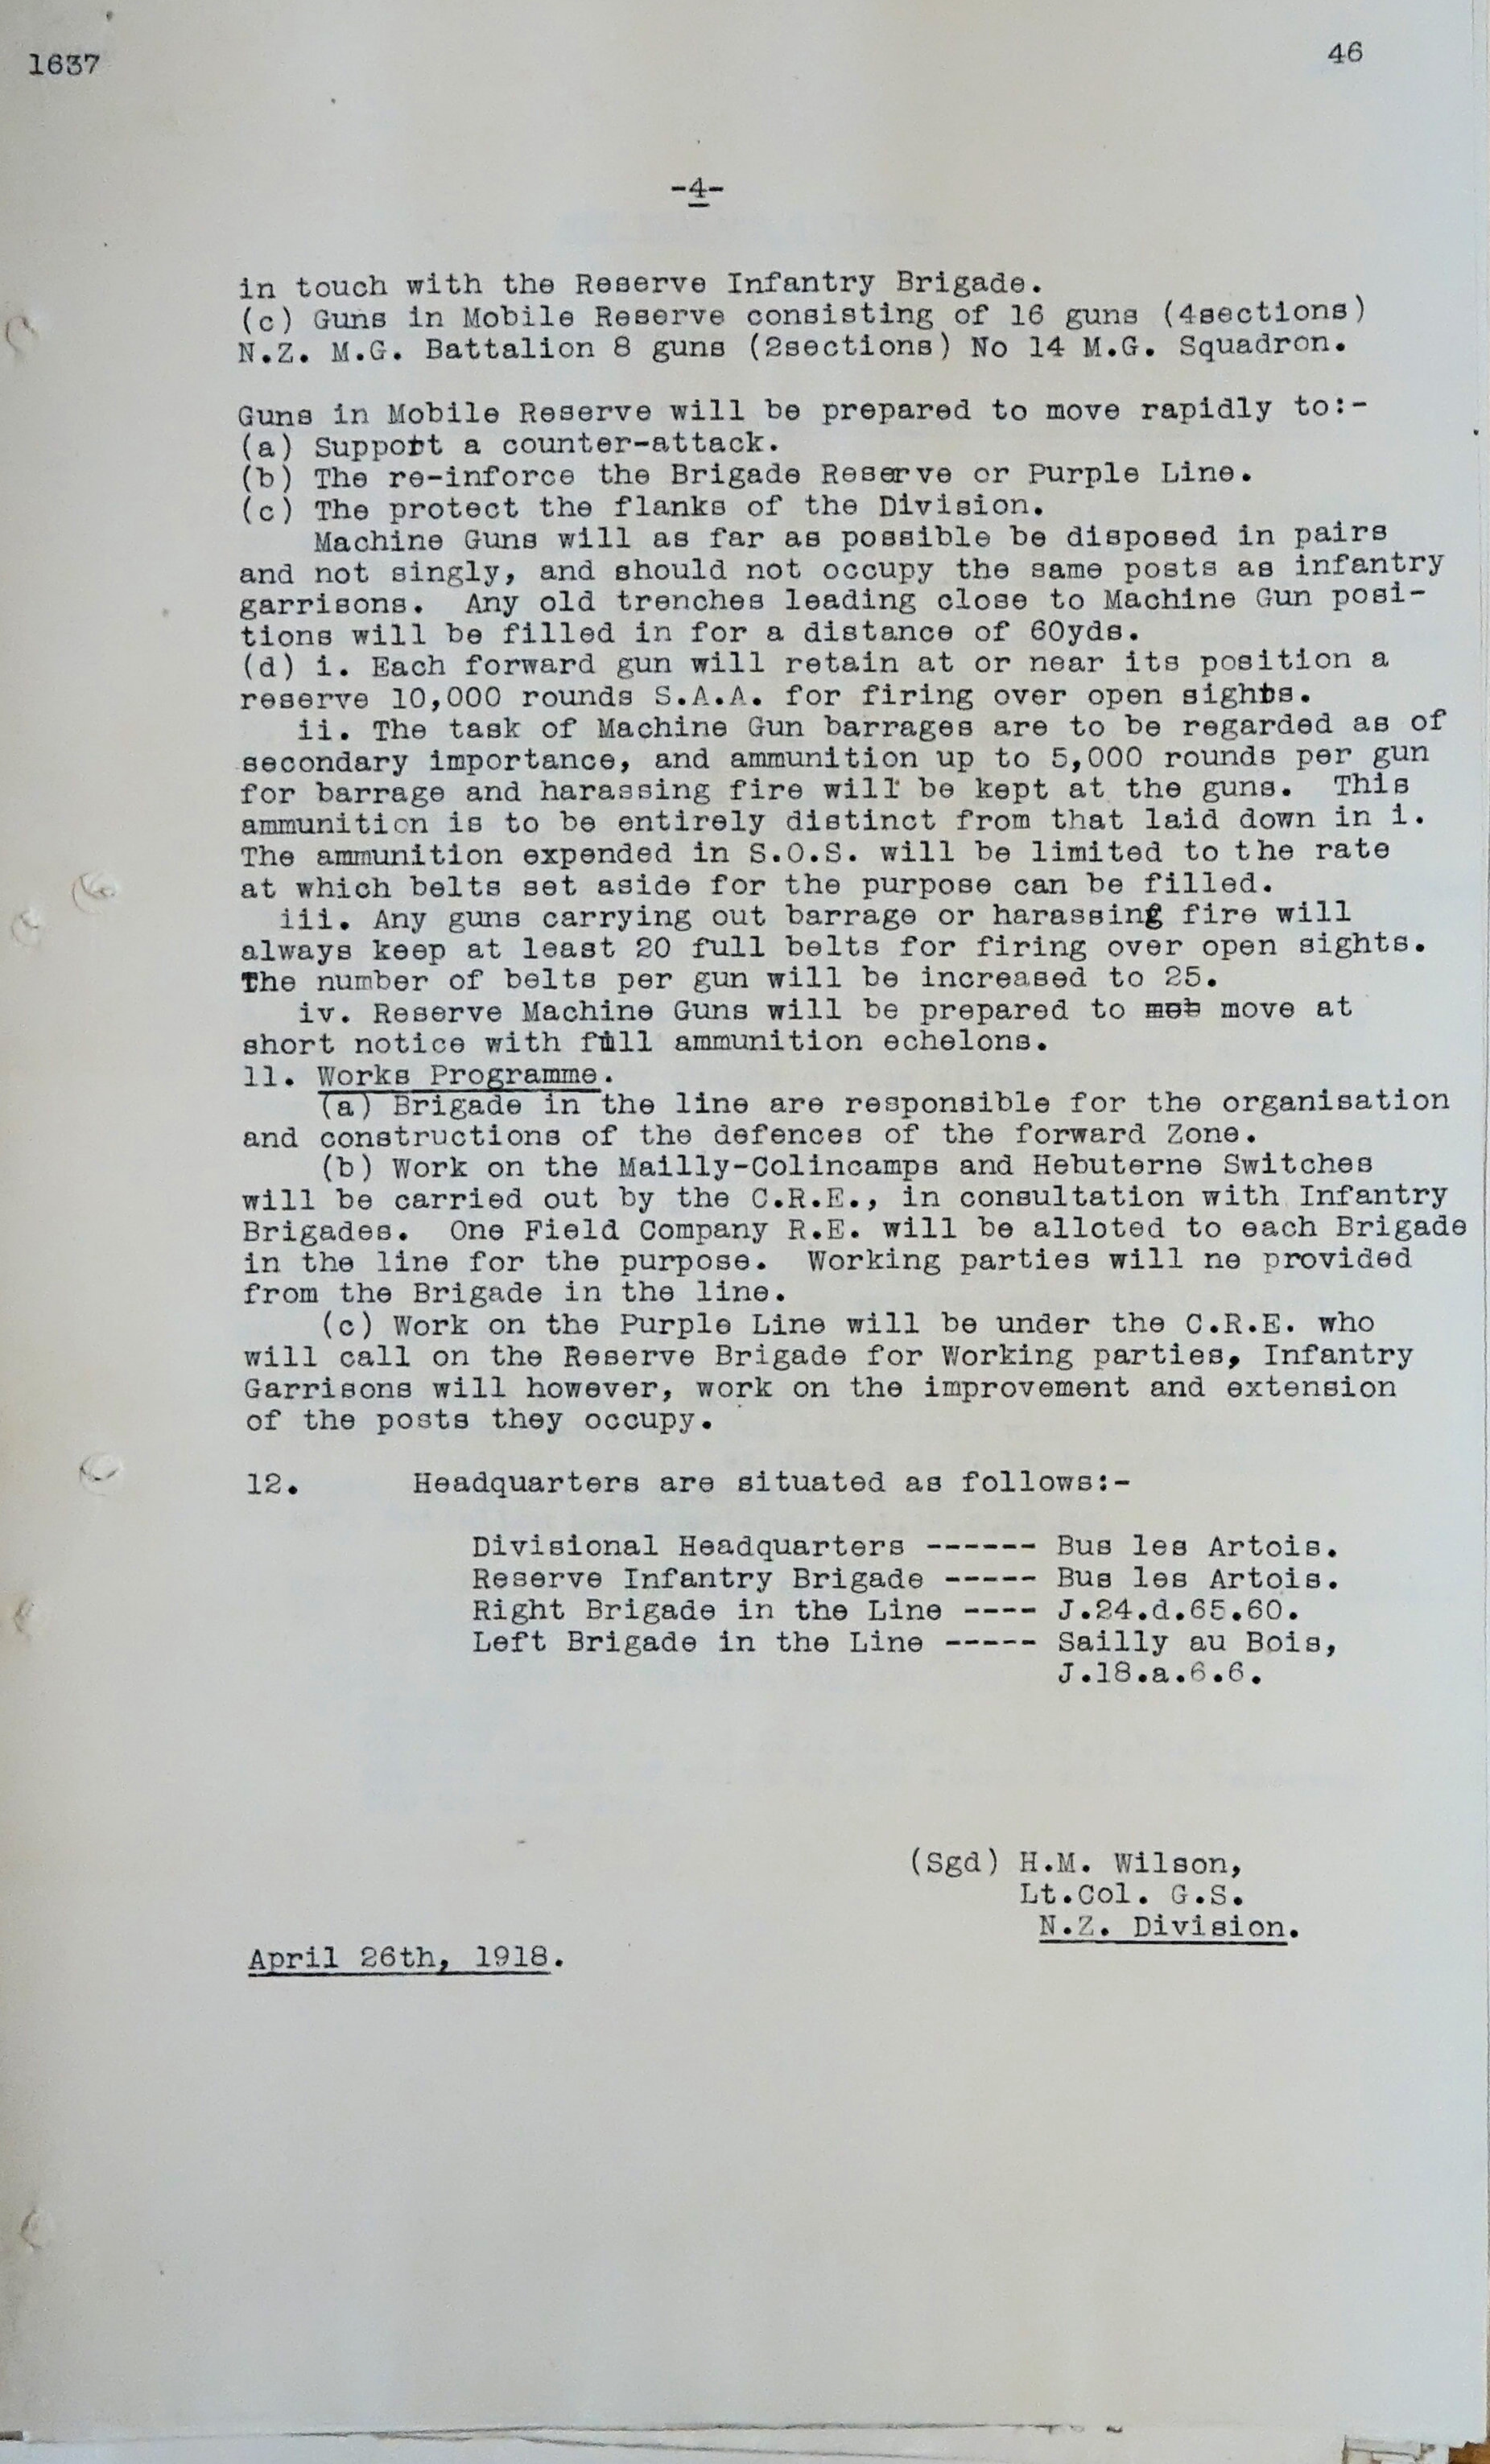 1637
46
-4-
in touch with the Reserve Infantry Brigade.
(c) Guns in Mobile Reserve consisting of 16 guns (4sections)
N.Z. M.G. Battalion 8 guns (2sections) No 14 M.G. Squadron.
Guns in Mobile Reserve will be prepared to move rapidly to:-
(a) Support a counter-attack.
(b) The re-inforce the Brigade Reserve or Purple Line.
(c) The protect the flanks of the Division.
Machine Guns will as far as possible be disposed in pairs
and not singly, and should not occupy the same posts as infantry
garrisons. Any old trenches leading close to Machine Gun posi-
tions will be filled in for a distance of 60yds.
(d) i. Each forward gun will retain at or near its position a
reserve 10,000 rounds S.A.A. for firing over open sights.
ii. The task of Machine Gun barrages are to be regarded as of
secondary importance, and ammunition up to 5,000 rounds per gun
for barrage and harassing fire will be kept at the guns. This
ammunition is to be entirely distinct from that laid down in i.
The ammunition expended in S.O.S. will be limited to the rate
at which belts set aside for the purpose can be filled.
iii. Any guns carrying out barrage or harassing fire will
always keep at least 20 full belts for firing over open sights.
The number of belts per gun will be increased to 25.
iv. Reserve Machine Guns will be prepared to move at
short notice with full ammunition echelons.
11. Works Programme.
(a) Brigade in the line are responsible for the organisation
and constructions of the defences of the forward Zone.
(b) Work on the Mailly-Colincamps and Hebuterne Switches
will be carried out by the C.R.E., in consultation with Infantry
Brigades. One Field Company R.E. will be alloted to each Brigade
in the line for the purpose. Working parties will ne provided
from the Brigade in the line.
(c) Work on the Purple Line will be under the C.R.E. who
will call on the Reserve Brigade for Working parties, Infantry
Garrisons will however, work on the improvement and extension
of the posts they occupy.
12. Headquarters are situated as follows:-
Divisional Headquarters ------ Bus les Artois.
Reserve Infantry Brigade ----- Bus les Artois.
Right Brigade in the Line ---- J.24.d.65.60.
Left Brigade in the Line ----- Sailly au Bois,
J.18.a.6.6.
(Sgd) H.M. Wilson,
Lt.Col. G.S.
N.Z. Division.
April 26th, 1918.